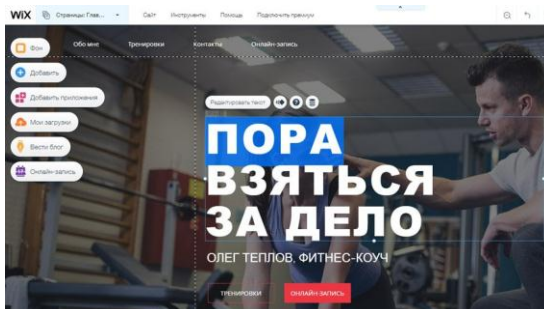 WiX Страницы: Глав... Сайт Инструменты Помощь Подключить премиум
Фон
Обо мне Тренировки Контакты Онлайн-запись
Добавить
Добавить приложения
Редактировать текст
Мои загрузки
Вести блог
Онлайн-запись
ПОРА
ВЗЯТЬСЯ
ЗА ДЕЛО
ОЛЕГ ТЕПЛОВ, ФИТНЕС-КОУЧ
ТРЕНИРОВКИ ОНЛАЙН-ЗАПИСЬ